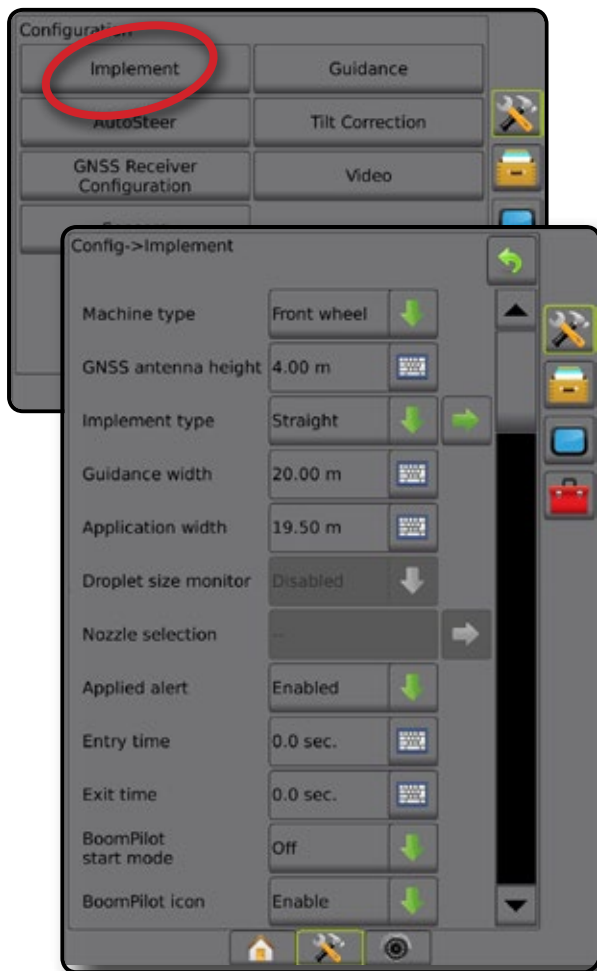 Configuration
Implement
Guidance
AutoSteer
Tilt Correction
GNSS Receiver
Configuration
Video
Config->Implement
Machine type
Front wheel
GNSS antenna height
4.00 m
Implement type
Straight
Guidance width
20.00 m
Application width
19.50 m
Droplet size monitor
Disabled
Nozzle selection
--
Applied alert
Enabled
Entry time
0.0 sec.
Exit time
0.0 sec.
BoomPilot
start mode
Off
BoomPilot icon
Enable